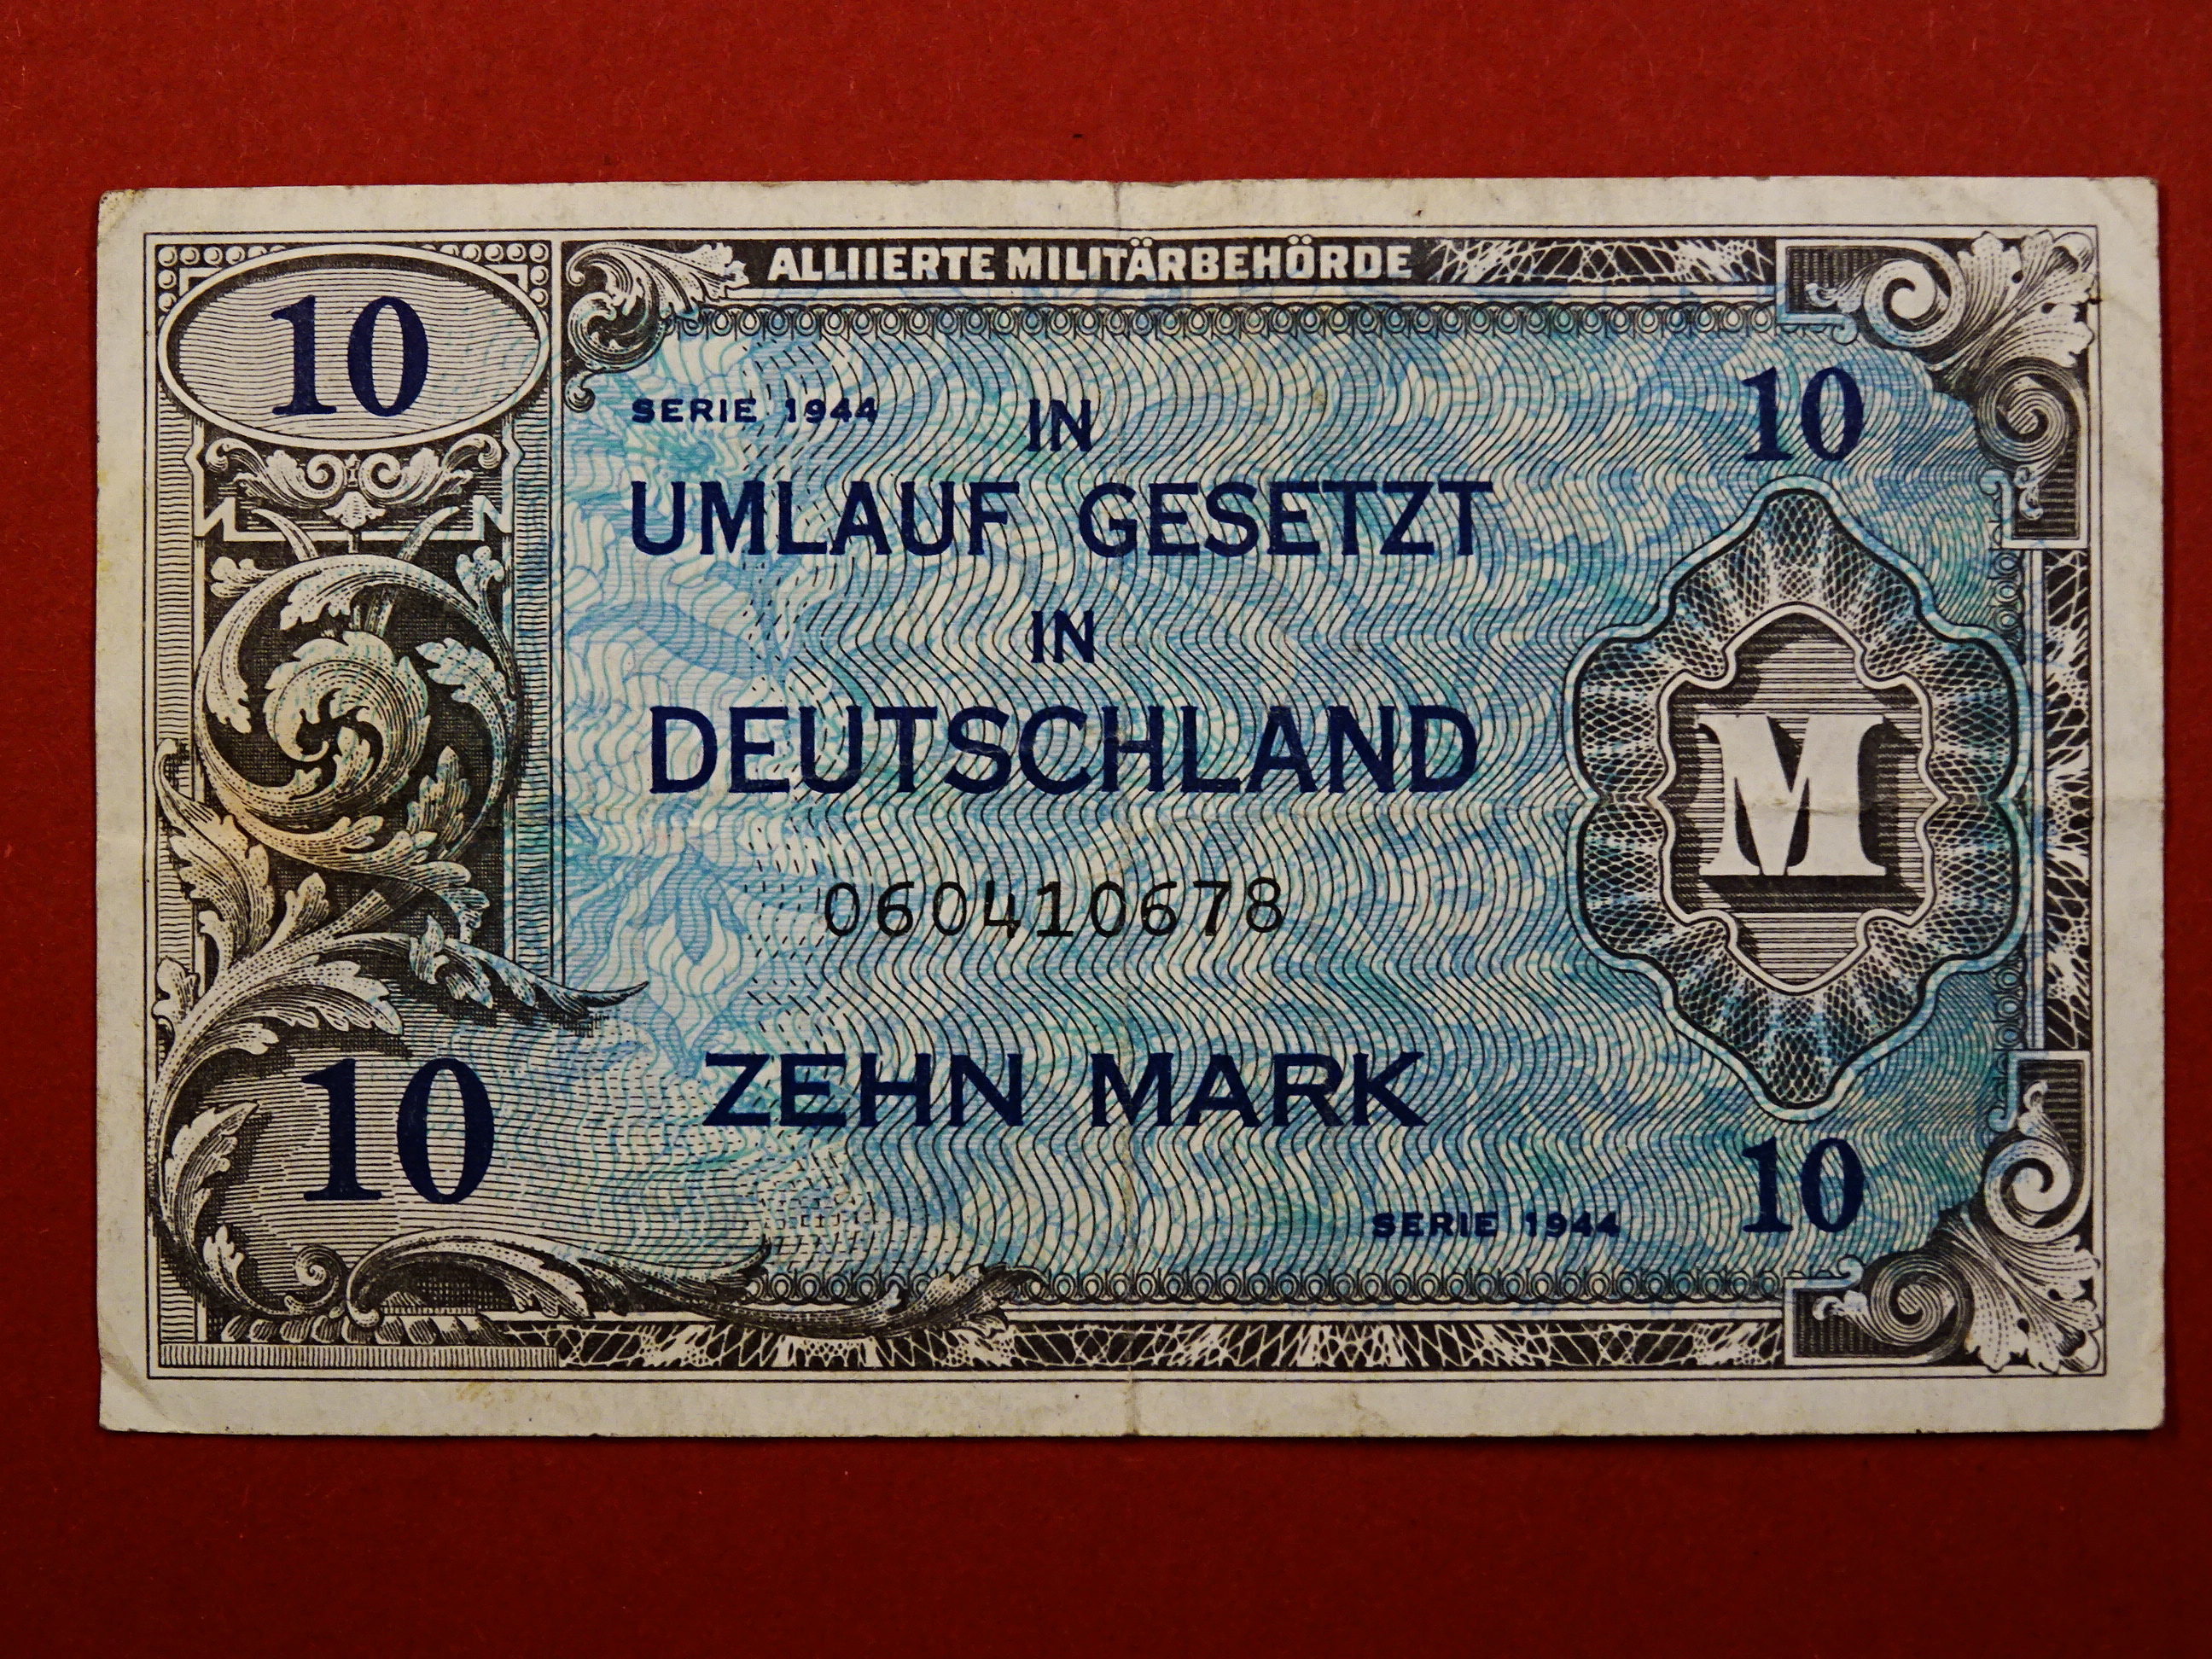 ALLIIERTE MILITÄRBEHÖRDE
10
10
SERIE 1944
IN
UMLAUF GESETZT
IN
DEUTSCHLAND
M
060410678
ZEHN MARK
10
10
SERIE 1944